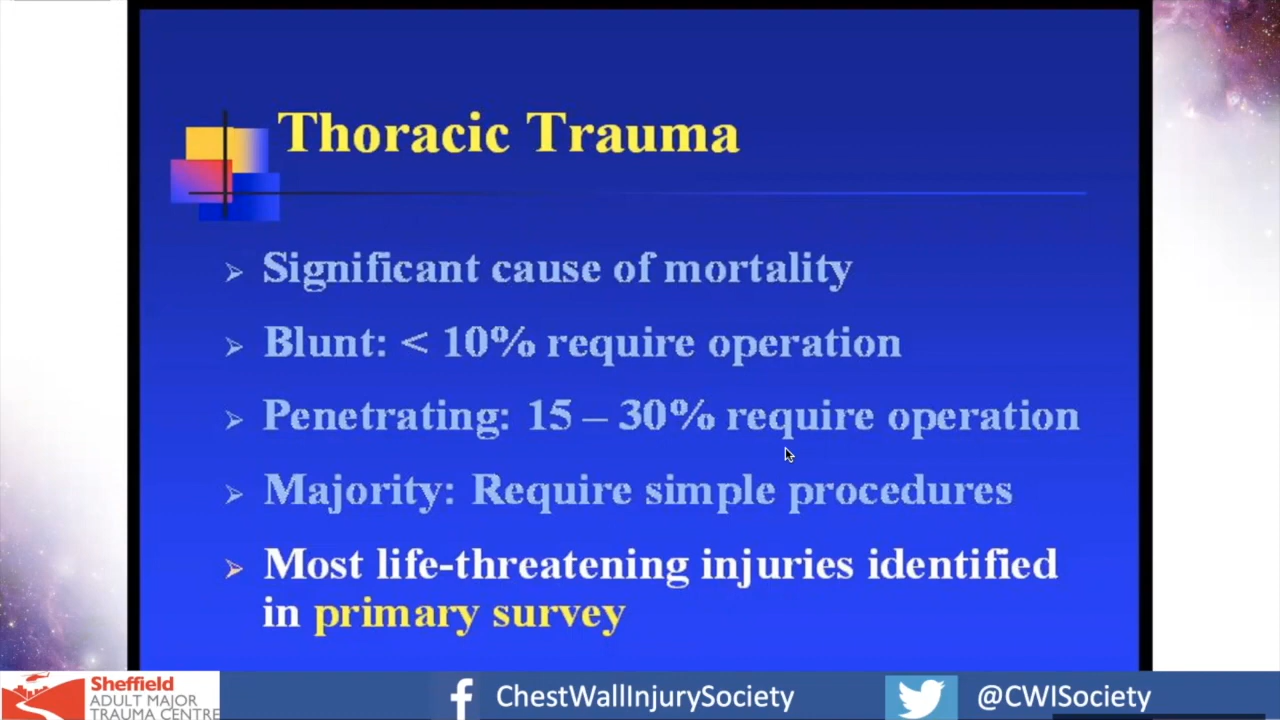 Thoracic Trauma
Significant cause of mortality
Blunt: < 10% require operation
Penetrating: 15 – 30% require operation
Majority: Require simple procedures
Most life-threatening injuries identified
in primary survey
Sheffield
ADULT MAJOR
TRAUMA CENTRE
ChestWallInjurySociety
@CWISociety